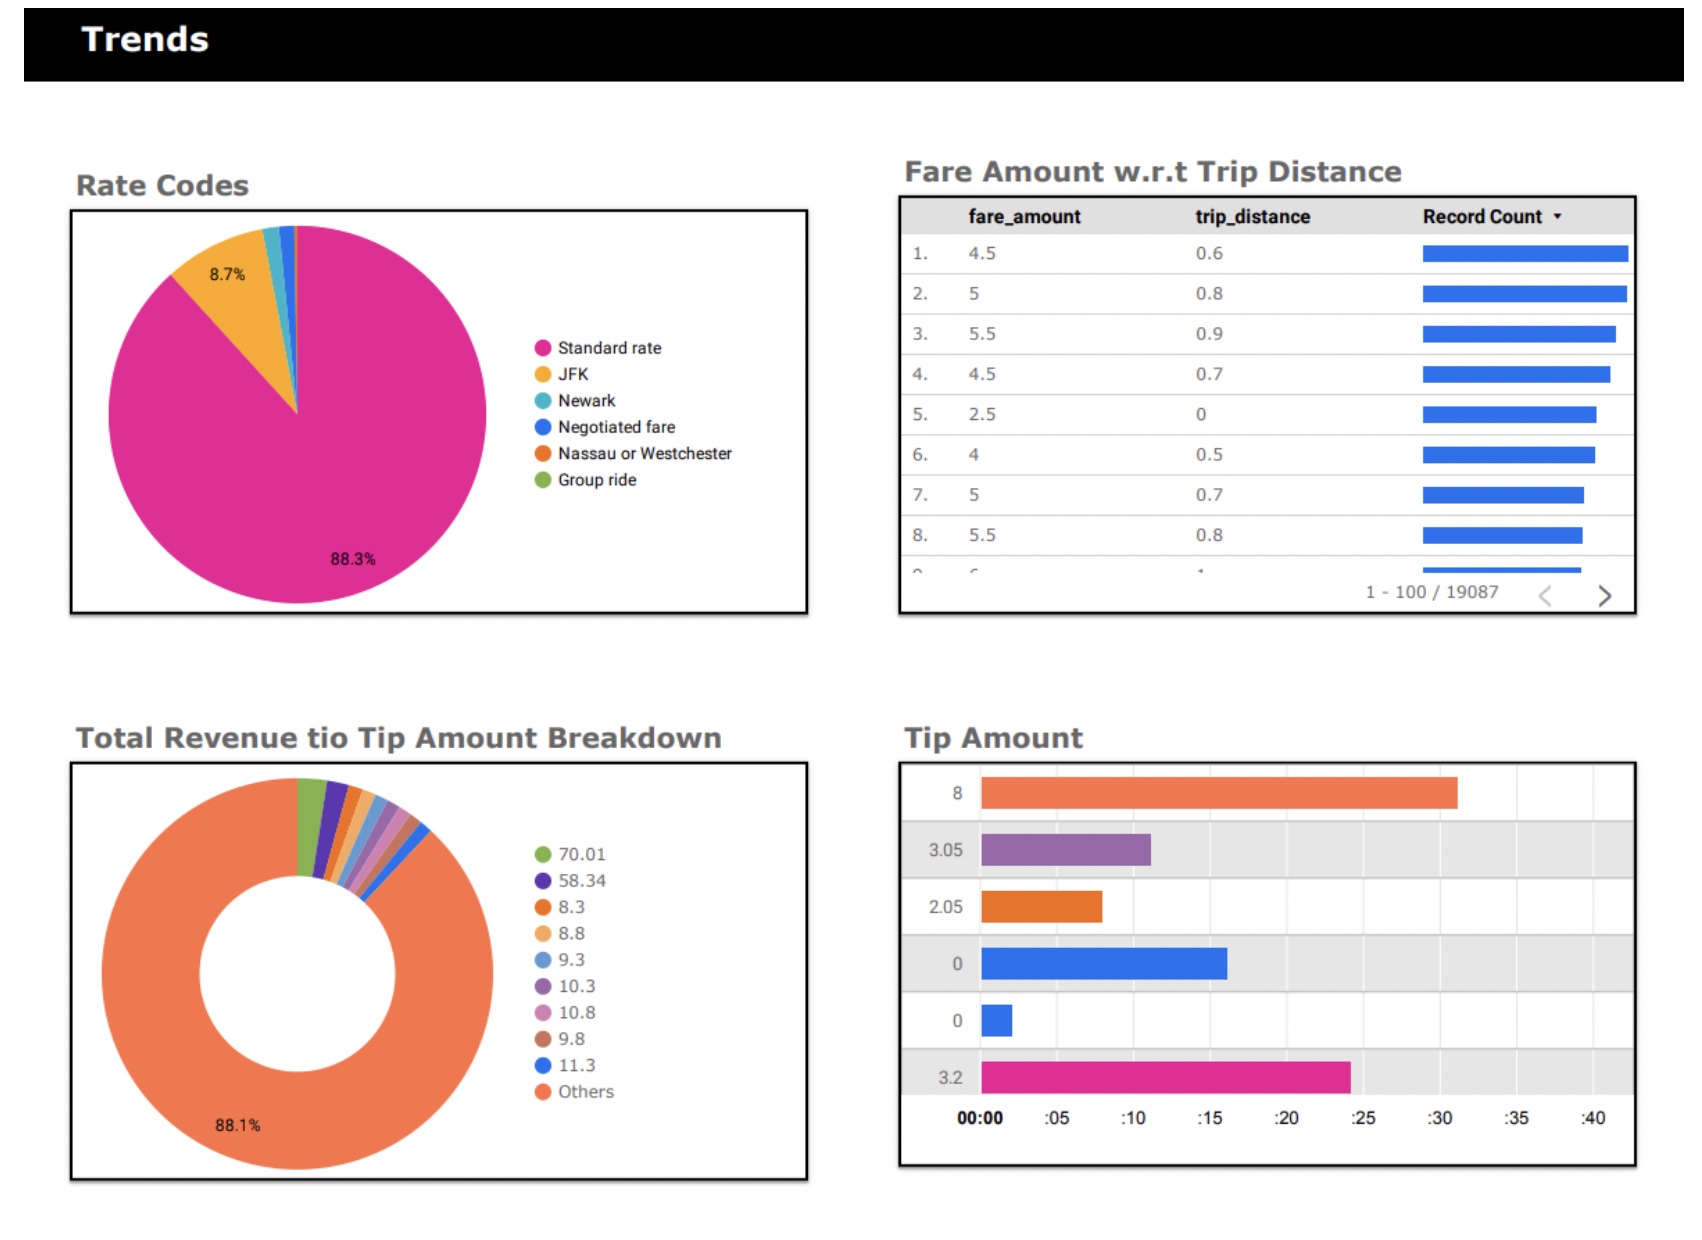 Trends
Rate Codes
8.7%
88.3%
Standard rate
JFK
Newark
Negotiated fare
Nassau or Westchester
Group ride
Fare Amount w.r.t Trip Distance
fare_amount trip_distance Record Count
1. 4.5 0.6
2. 5 0.8
3. 5.5 0.9
4. 4.5 0.7
5. 2.5 0
6. 4 0.5
7. 5 0.7
8. 5.5 0.8
1 - 100 / 19087
Total Revenue tio Tip Amount Breakdown
88.1%
70.01
58.34
8.3
8.8
9.3
10.3
10.8
9.8
11.3
Others
Tip Amount
8
3.05
2.05
0
0
3.2
00:00 :05 :10 :15 :20 :25 :30 :35 :40